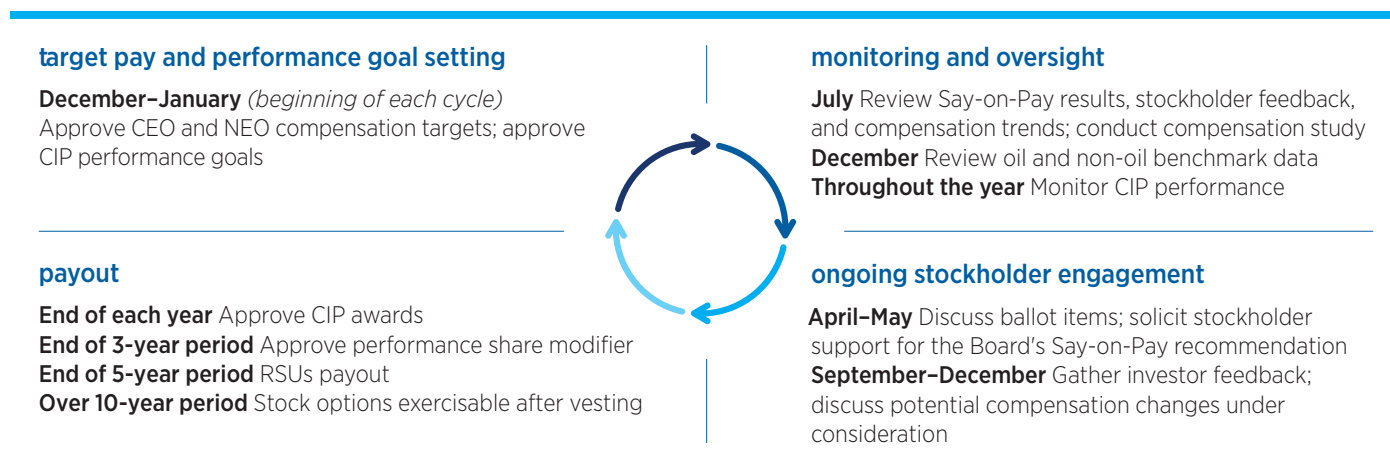 target pay and performance goal setting
December–January (beginning of each cycle)
Approve CEO and NEO compensation targets; approve
CIP performance goals
monitoring and oversight
July Review Say-on-Pay results, stockholder feedback,
and compensation trends; conduct compensation study
December Review oil and non-oil benchmark data
Throughout the year Monitor CIP performance
payout
End of each year Approve CIP awards
End of 3-year period Approve performance share modifier
End of 5-year period RSUs payout
Over 10-year period Stock options exercisable after vesting
ongoing stockholder engagement
April–May Discuss ballot items; solicit stockholder
support for the Board's Say-on-Pay recommendation
September–December Gather investor feedback;
discuss potential compensation changes under
consideration